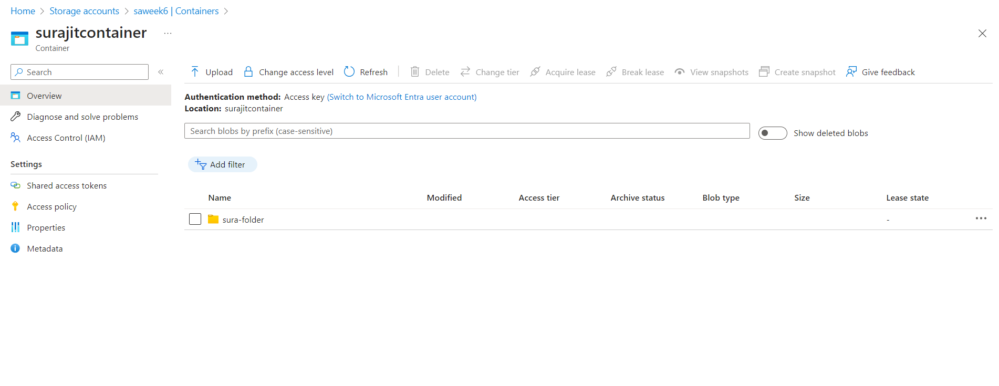 Home > Storage accounts > saweek6 | Containers >
surajitcontainer ...
Container
Search «
Upload Change access level Refresh | Delete Change tier Acquire lease Break lease View snapshots Create snapshot Give feedback
Overview
Diagnose and solve problems
Access Control (IAM)
Settings
Shared access tokens
Access policy
Properties
Metadata
Authentication method: Access key (Switch to Microsoft Entra user account)
Location: surajitcontainer
Search blobs by prefix (case-sensitive)
Show deleted blobs
Add filter
Name Modified Access tier Archive status Blob type Size Lease state
sura-folder - ...